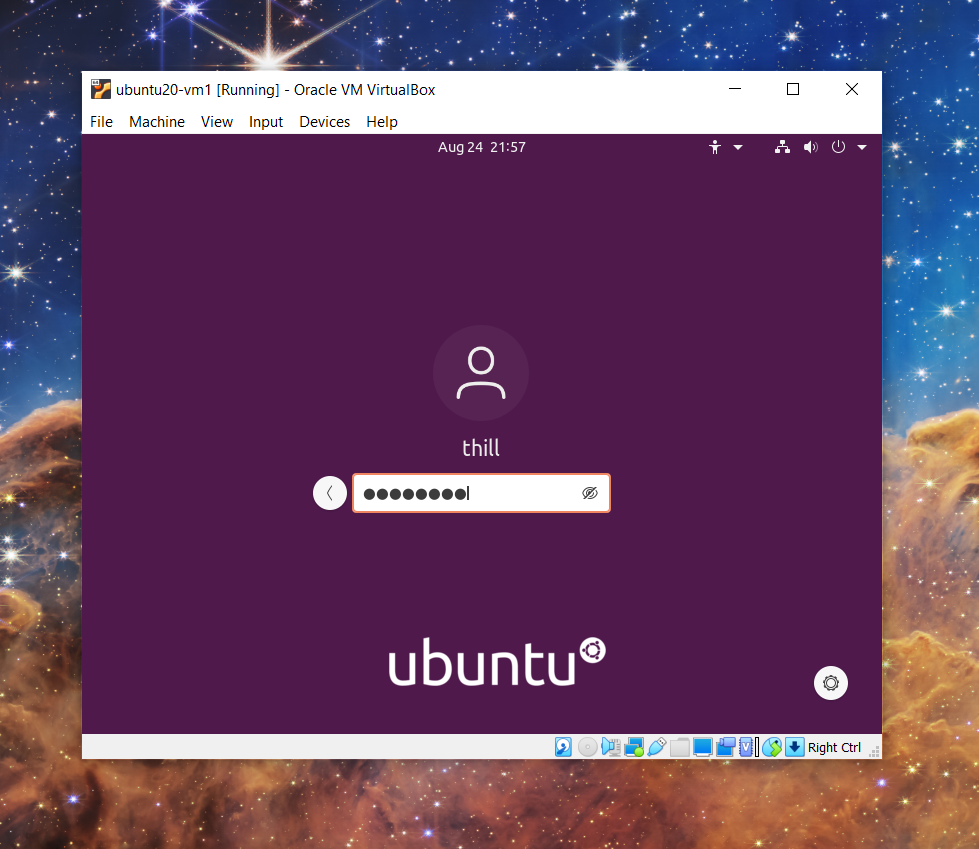 ubuntu20-vm1 [Running] - Oracle VM VirtualBox
File Machine View Input Devices Help
Aug 24 21:57
thill
●●●●●●●●
ubuntu
Right Ctrl